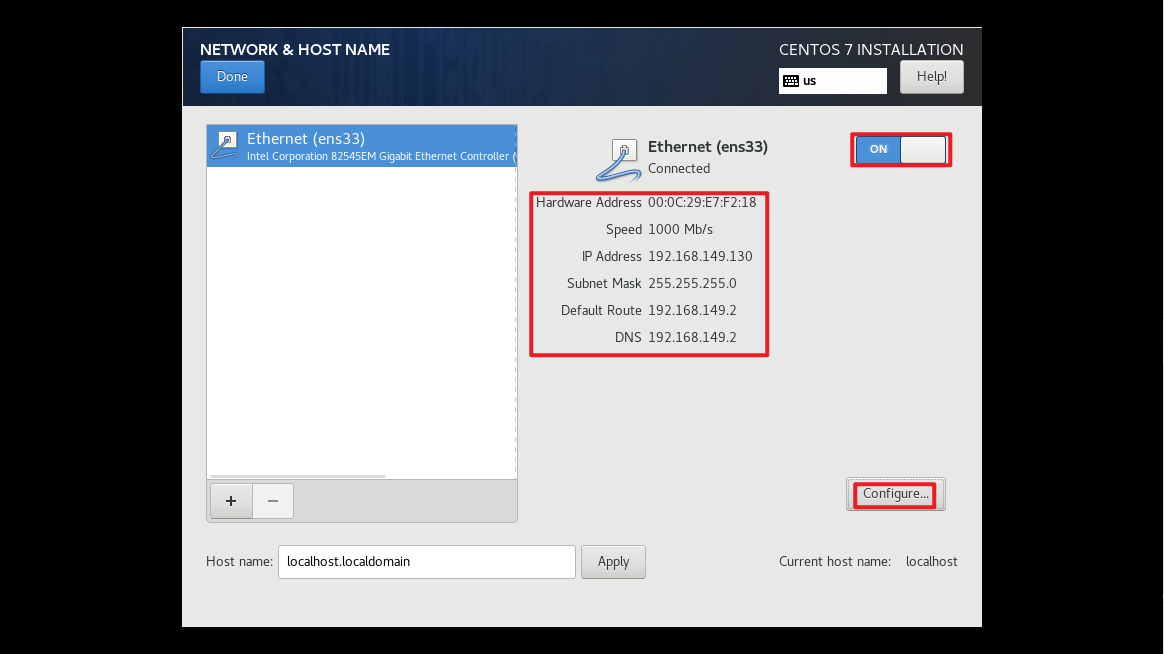 NETWORK & HOST NAME
CENTOS 7 INSTALLATION
Done
us
Help!
Ethernet (ens33)
Intel Corporation 82545EM Gigabit Ethernet Controller (
Ethernet (ens33)
Connected
ON
Hardware Address 00:0C:29:E7:F2:18
Speed 1000 Mb/s
IP Address 192.168.149.130
Subnet Mask 255.255.255.0
Default Route 192.168.149.2
DNS 192.168.149.2
+ −
Configure...
Host name: localhost.localdomain Apply
Current host name: localhost